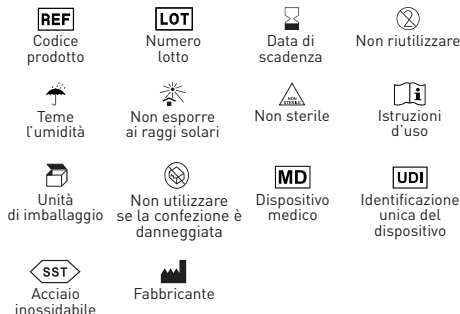 REF
Codice
prodotto
LOT
Numero
lotto
Data di
scadenza
2
Non riutilizzare
Teme
l'umidità
Non esporre
ai raggi solari
NON
STERILE
Non sterile
i
Istruzioni
d'uso
Unità
di imballaggio
Non utilizzare
se la confezione è
danneggiata
MD
Dispositivo
medico
UDI
Identificazione
unica del
dispositivo
SST
Acciaio
inossidabile
Fabbricante